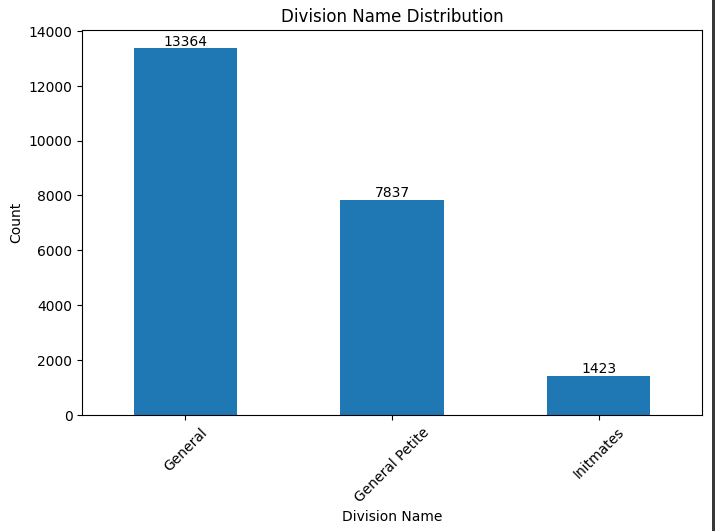 Division Name Distribution
14000
12000
10000
8000
6000
4000
2000
0
Count
13364
7837
1423
General
General Petite
Initmates
Division Name